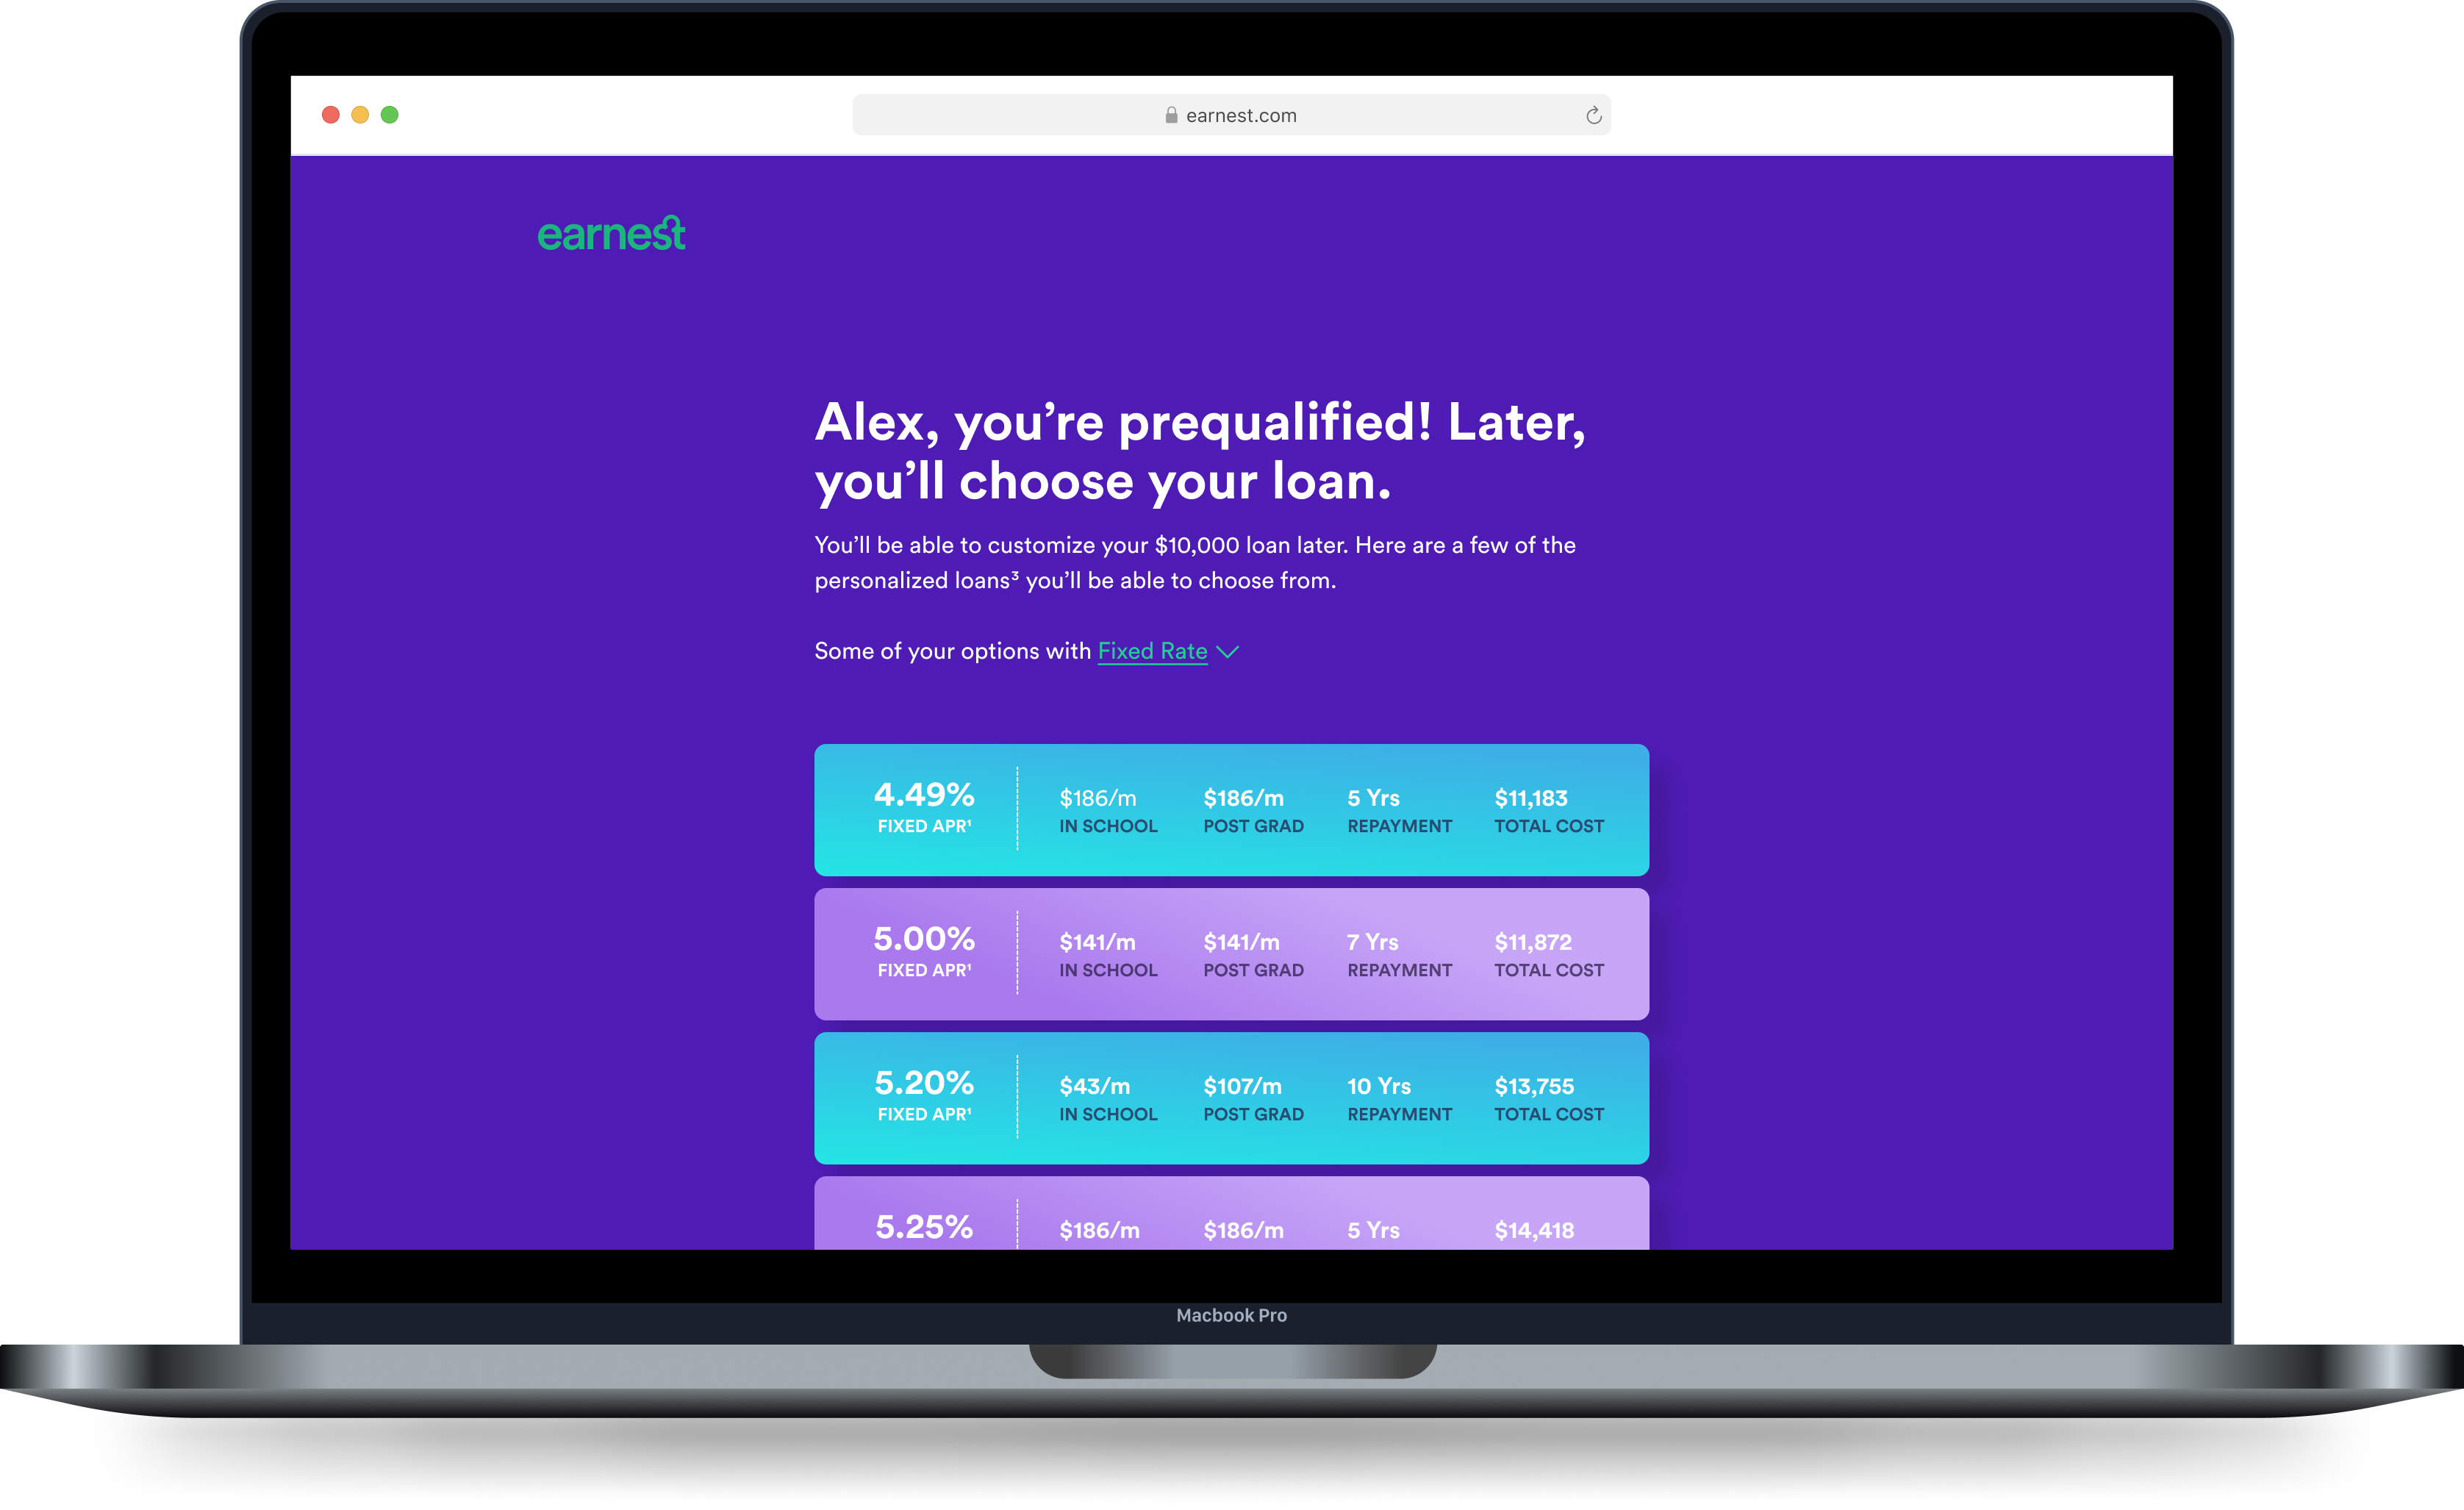 earnest.com
earnest
Alex, you’re prequalified! Later,
you’ll choose your loan.
You’ll be able to customize your $10,000 loan later. Here are a few of the
personalized loans³ you’ll be able to choose from.
Some of your options with Fixed Rate
4.49% $186/m $186/m 5 Yrs $11,183
FIXED APR¹ IN SCHOOL POST GRAD REPAYMENT TOTAL COST
5.00% $141/m $141/m 7 Yrs $11,872
FIXED APR¹ IN SCHOOL POST GRAD REPAYMENT TOTAL COST
5.20% $43/m $107/m 10 Yrs $13,755
FIXED APR¹ IN SCHOOL POST GRAD REPAYMENT TOTAL COST
5.25% $186/m $186/m 5 Yrs $14,418
Macbook Pro